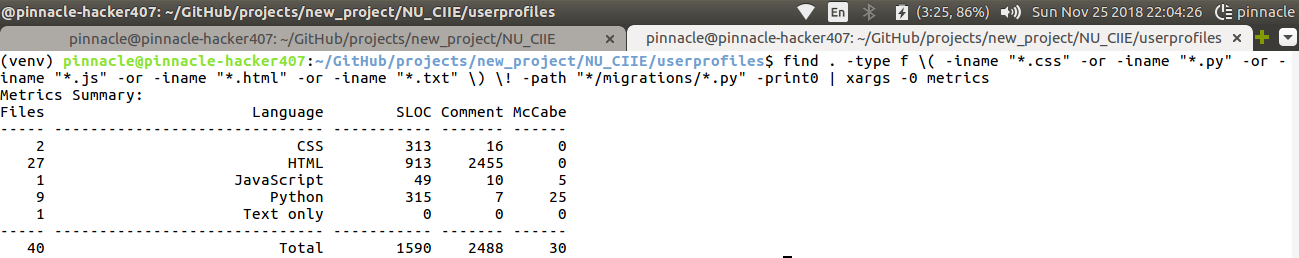 @pinnacle-hacker407: ~/GitHub/projects/new_project/NU_CIIE/userprofiles En (3:25, 86%) Sun Nov 25 2018 22:04:26 pinnacle
pinnacle@pinnacle-hacker407: ~/GitHub/projects/new_project/NU_CIIE × pinnacle@pinnacle-hacker407: ~/GitHub/projects/new_project/NU_CIIE/userprofiles ×
(venv) pinnacle@pinnacle-hacker407:~/GitHub/projects/new_project/NU_CIIE/userprofiles$ find . -type f \( -iname "*.css" -or -iname "*.py" -or -
iname "*.js" -or -iname "*.html" -or -iname "*.txt" \) \! -path "*/migrations/*.py" -print0 | xargs -0 metrics
Metrics Summary:
Files                       Language        SLOC Comment McCabe
----- ------------------------------ ----------- ------- ------
    2                            CSS         313      16      0
   27                           HTML         913    2455      0
    1                     JavaScript          49      10      5
    9                         Python         315       7     25
    1                      Text only           0       0      0
----- ------------------------------ ----------- ------- ------
   40                          Total        1590    2488     30